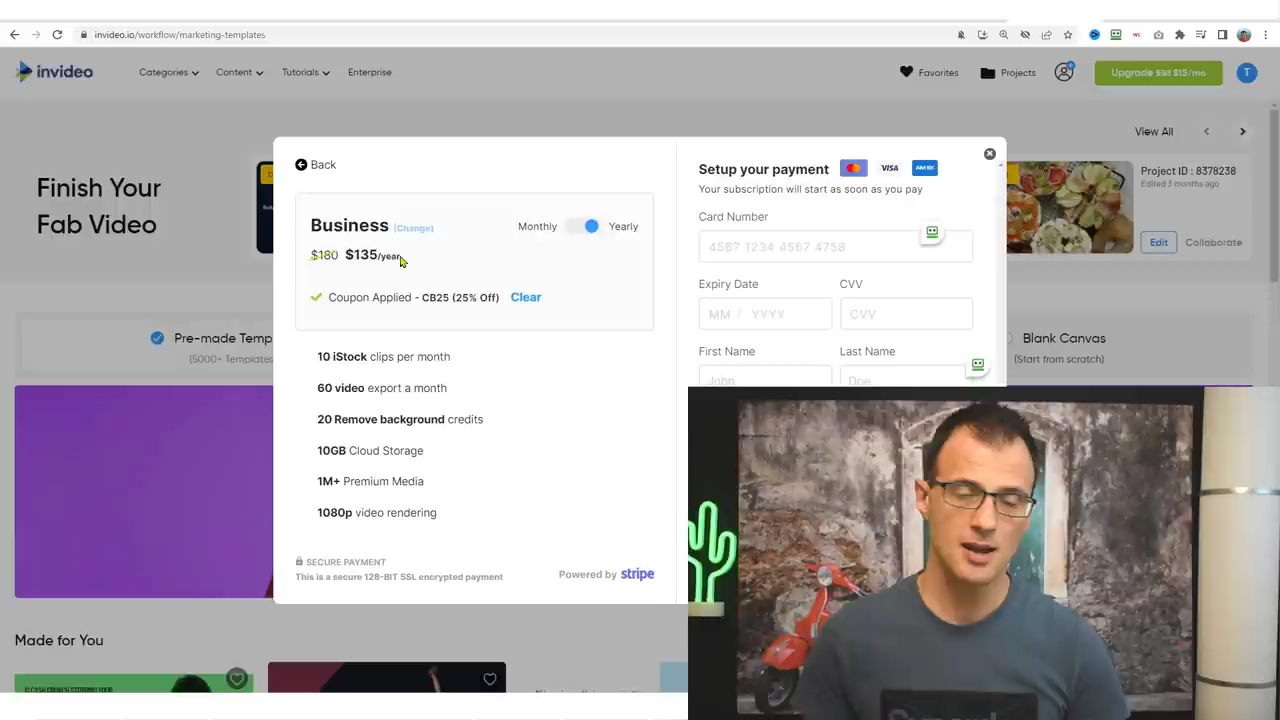 invideo.io/workflow/marketing-templates
invideo
Categories
Content
Tutorials
Enterprise
Favorites
Projects
Upgrade $30 $15/mo
T
View All
Finish Your
Fab Video
Project ID : 8378238
Edited 3 months ago
Edit
Collaborate
Pre-made Temp
(5000+ Templates
Blank Canvas
(Start from scratch)
Back
Business (Change)
Monthly
Yearly
$180 $135/year
Coupon Applied - CB25 (25% Off) Clear
10 iStock clips per month
60 video export a month
20 Remove background credits
10GB Cloud Storage
1M+ Premium Media
1080p video rendering
SECURE PAYMENT
This is a secure 128-BIT SSL encrypted payment
Powered by stripe
Setup your payment
VISA
AMEX
Your subscription will start as soon as you pay
Card Number
4567 1234 4567 4758
Expiry Date
CVV
MM / YYYY
CVV
First Name
Last Name
John
Doe
Made for You